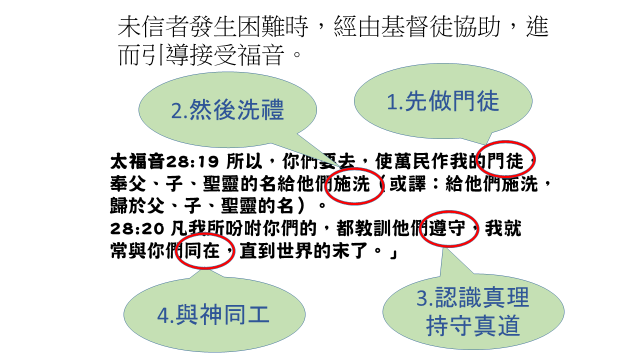 未信者發生困難時，經由基督徒協助，進
而引導接受福音。
2.然後洗禮
1.先做門徒
太福音28:19 所以，你們要去，使萬民作我的門徒，
奉父、子、聖靈的名給他們施洗（或譯：給他們施洗，
歸於父、子、聖靈的名）。
28:20 凡我所吩咐你們的，都教訓他們遵守，我就
常與你們同在，直到世界的末了。」
4.與神同工
3.認識真理
持守真道